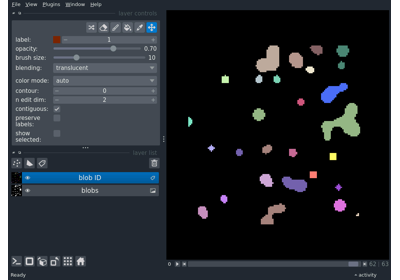 File View Plugins Window Help
layer controls
label: 1
opacity: 0.70
brush size: 10
blending: translucent
color mode: auto
contour: 0
n edit dim: 2
contiguous:
preserve
labels:
show
selected:
layer list
blob ID
blobs
62 63
Ready
activity